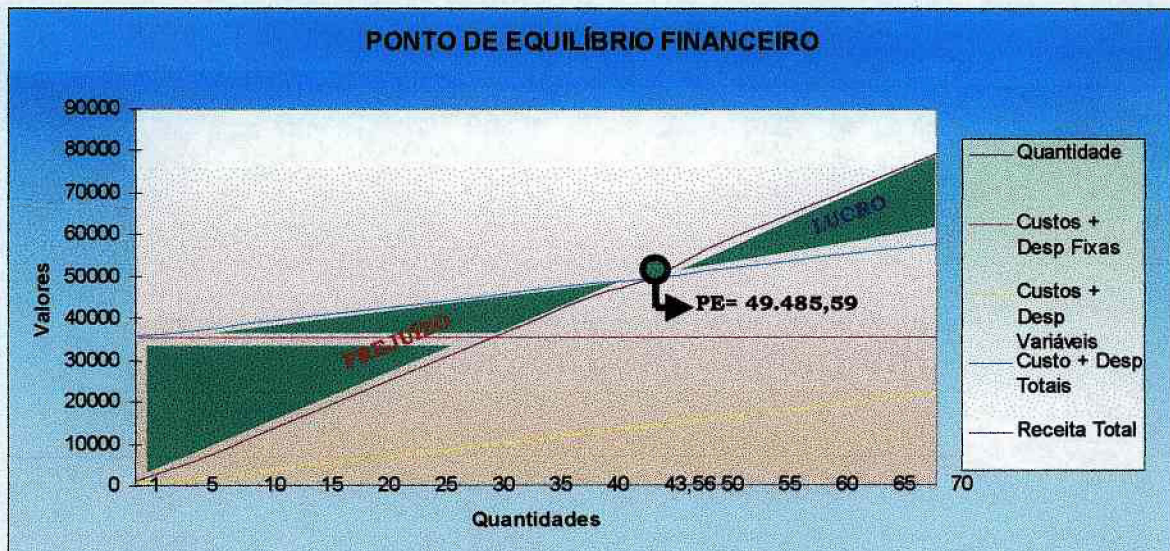 PONTO DE EQUILÍBRIO FINANCEIRO
90000
80000
70000
60000
50000
40000
30000
20000
10000
0
Valores
LUCRO
PREJUÍZO
PE= 49.485,59
1 5 10 15 20 25 30 35 40 43,56 50 55 60 65 70
Quantidades
Quantidade
Custos +
Desp Fixas
Custos +
Desp
Variáveis
Custo + Desp
Totais
Receita Total